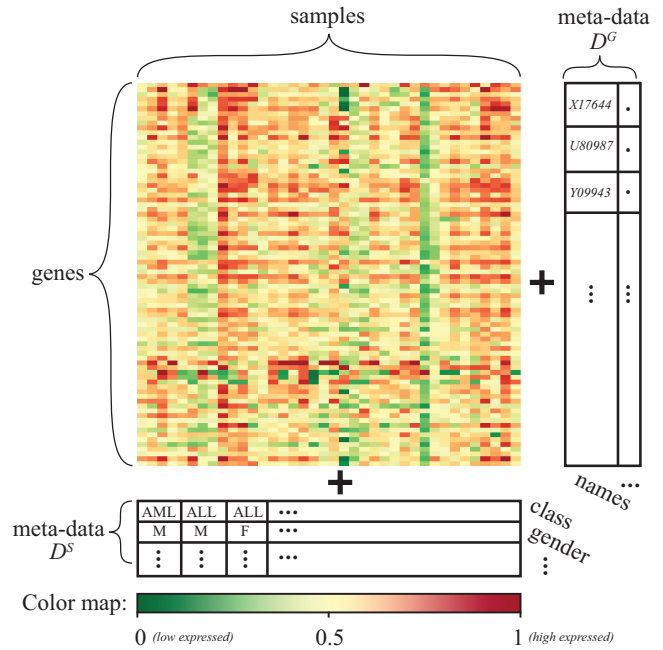 samples
meta-data
D^G
X17644 .
U80987 .
Y09943 .
genes
+
⋮ ⋮
+
names ...
meta-data
D^S
AML ALL ALL ... class
M M F ... gender
⋮ ⋮ ⋮ ... ⋮
Color map:
0 (low expressed) 0.5 1 (high expressed)